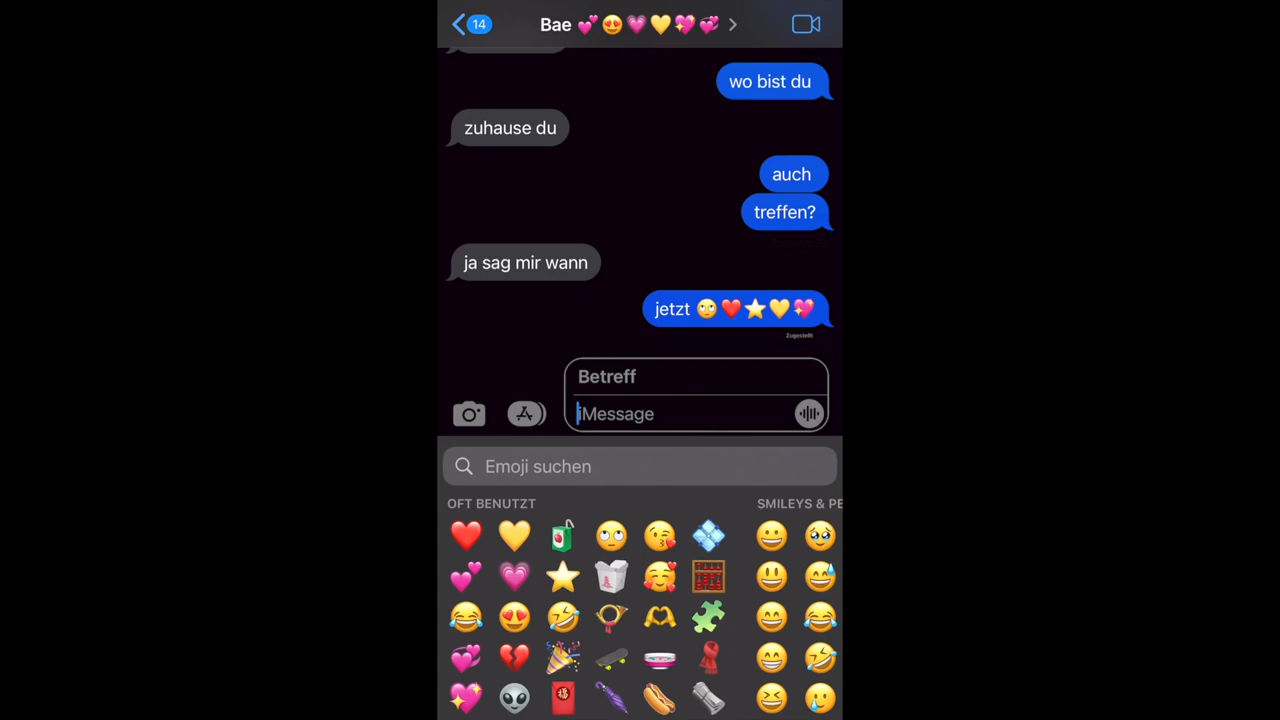 14
Bae 💕😍💗💛💖💞
wo bist du
zuhause du
auch
treffen?
ja sag mir wann
jetzt 🙄❤️⭐💛💖
Zugestellt
Betreff
iMessage
Emoji suchen
OFT BENUTZT
SMILEYS & PE